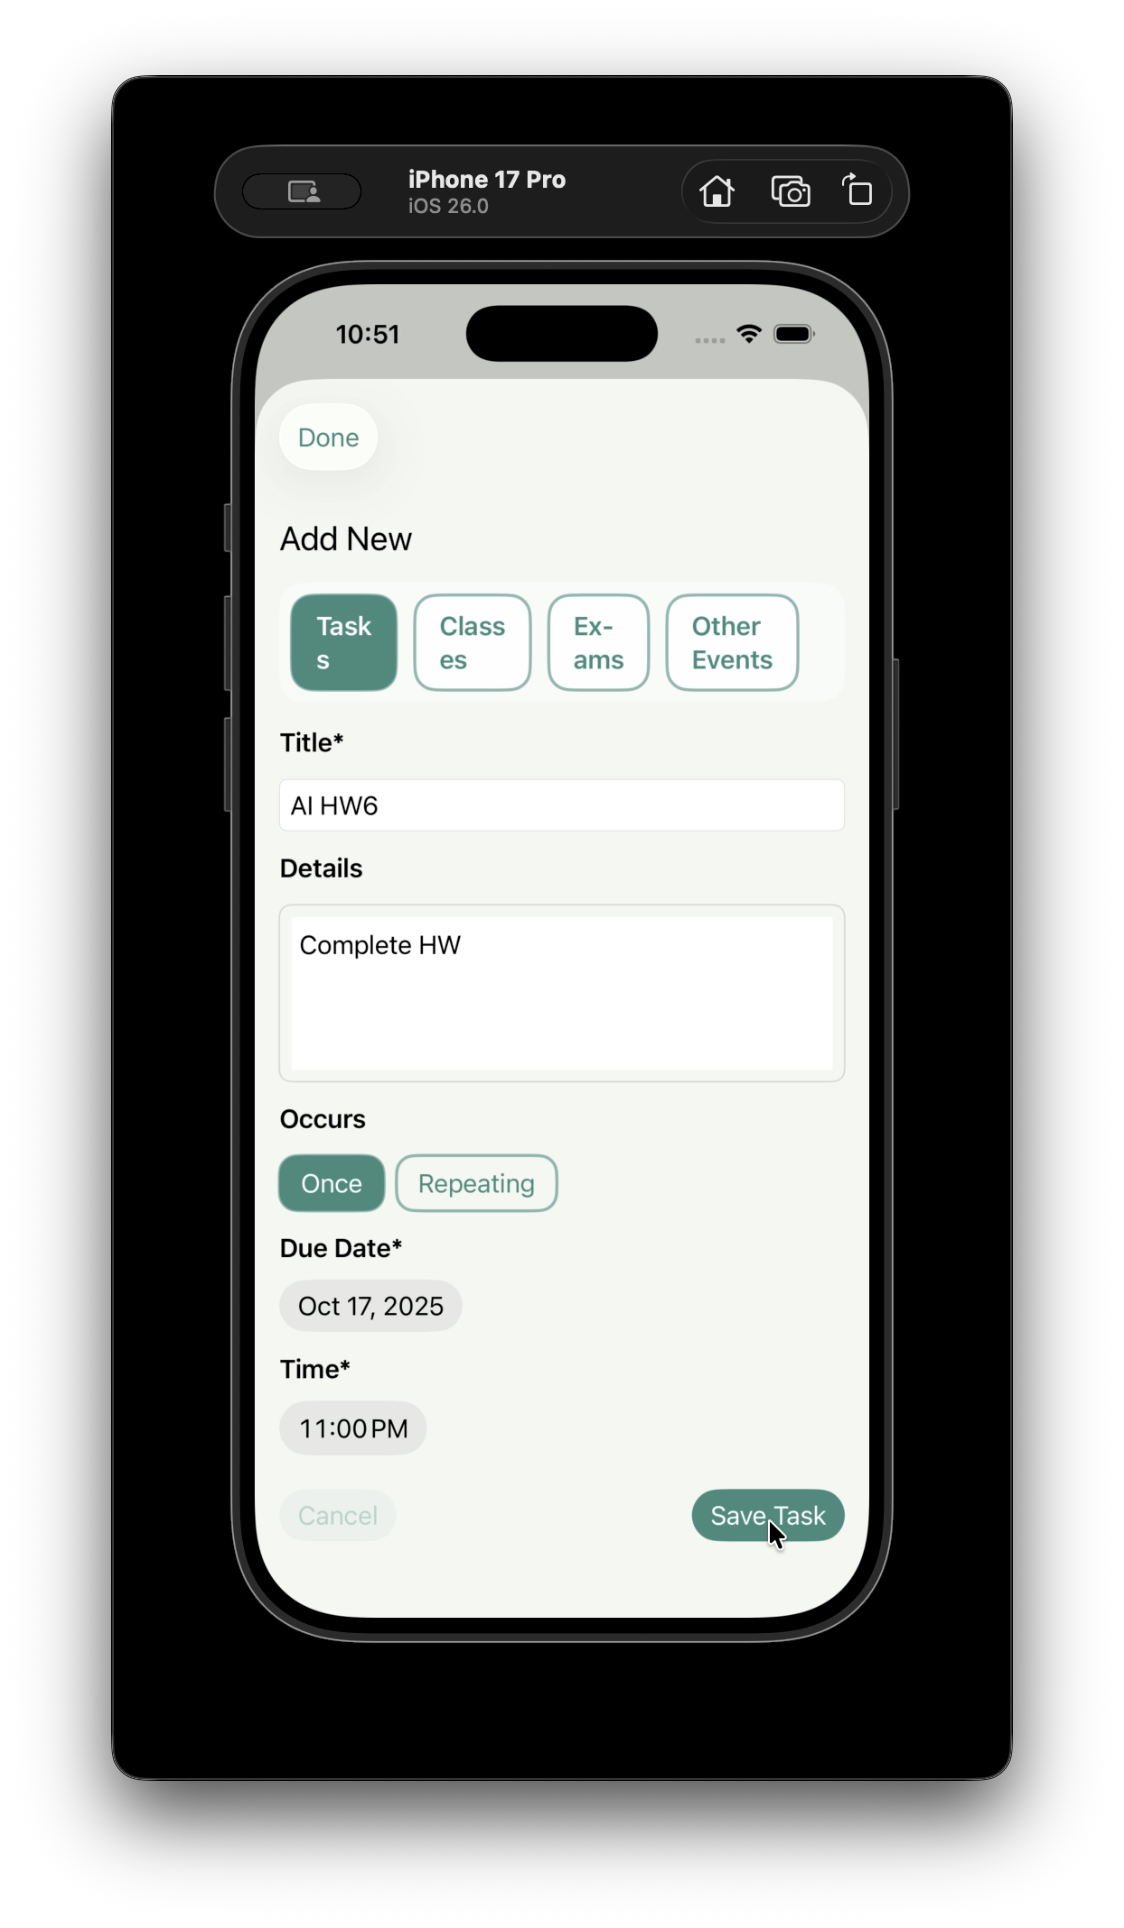 iPhone 17 Pro
iOS 26.0
10:51
Done
Add New
Task
s
Class
es
Ex-
ams
Other
Events
Title*
AI HW6
Details
Complete HW
Occurs
Once
Repeating
Due Date*
Oct 17, 2025
Time*
11:00 PM
Cancel
Save Task